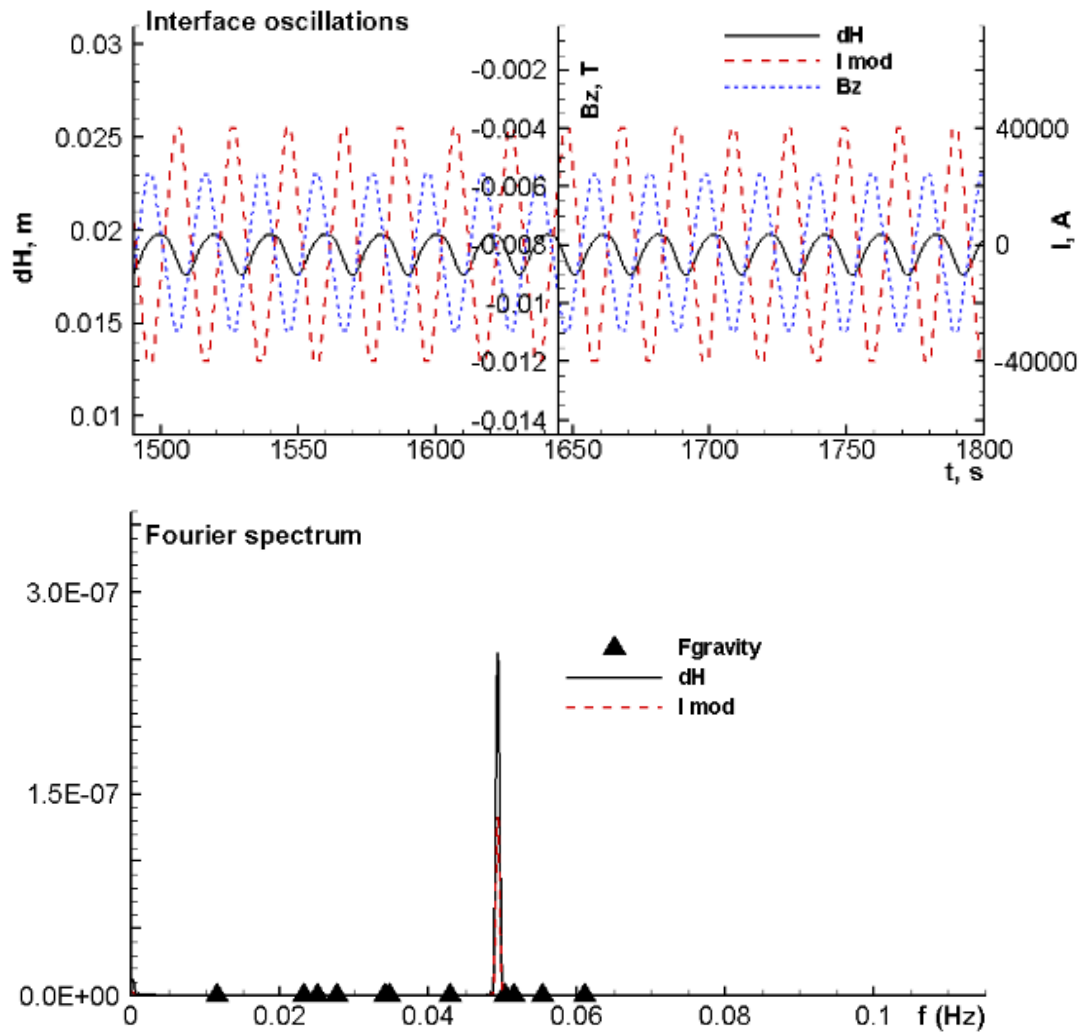 Interface oscillations
dH
I mod
Bz
0.03
0.025
0.02
0.015
0.01
dH, m
-0.002
-0.004
-0.006
-0.008
-0.01
-0.012
-0.014
Bz, T
40000
0
-40000
I, A
1500 1550 1600 1650 1700 1750 1800
t, s
Fourier spectrum
3.0E-07
1.5E-07
0.0E+00
Fgravity
dH
I mod
0 0.02 0.04 0.06 0.08 0.1 f (Hz)